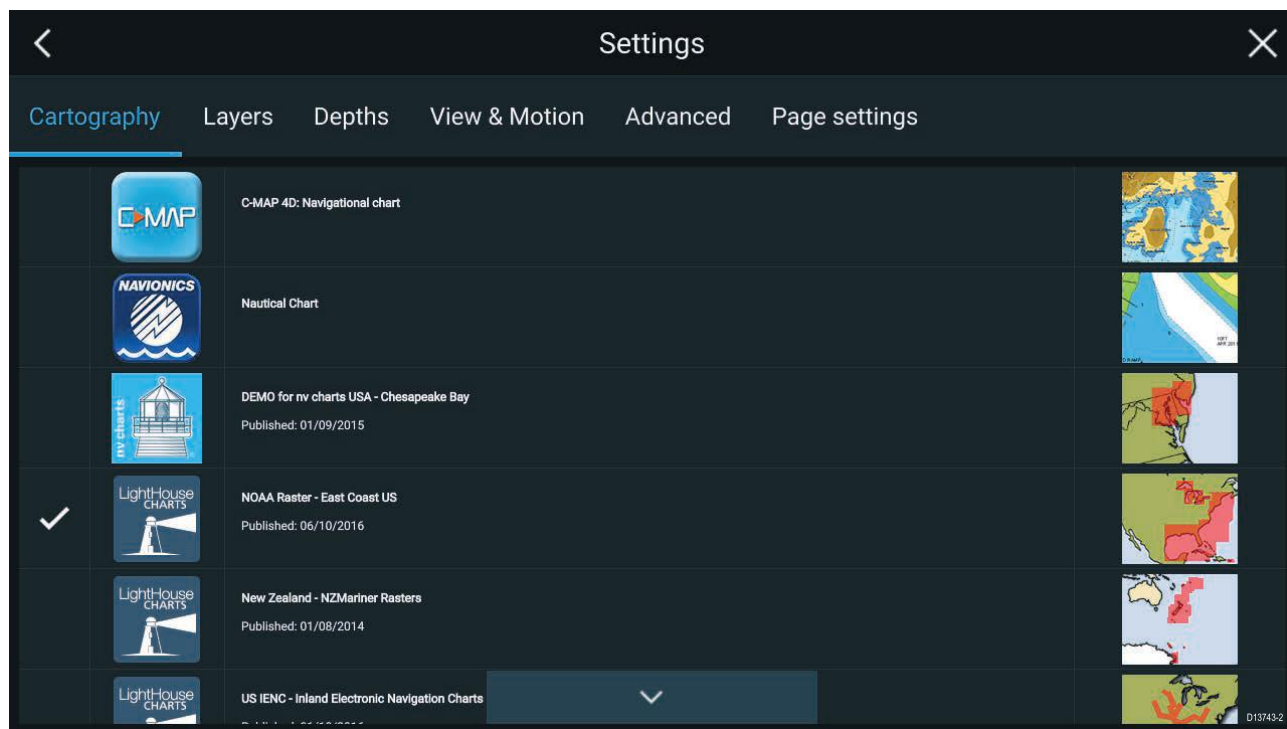 Settings
Cartography Layers Depths View & Motion Advanced Page settings
C-MAP
C-MAP 4D: Navigational chart
NAVIONICS
Nautical Chart
nv charts
DEMO for nv charts USA - Chesapeake Bay
Published: 01/09/2015
LightHouse
CHARTS
NOAA Raster - East Coast US
Published: 06/10/2016
LightHouse
CHARTS
New Zealand - NZMariner Rasters
Published: 01/08/2014
LightHouse
CHARTS
US IENC - Inland Electronic Navigation Charts
D13743-2